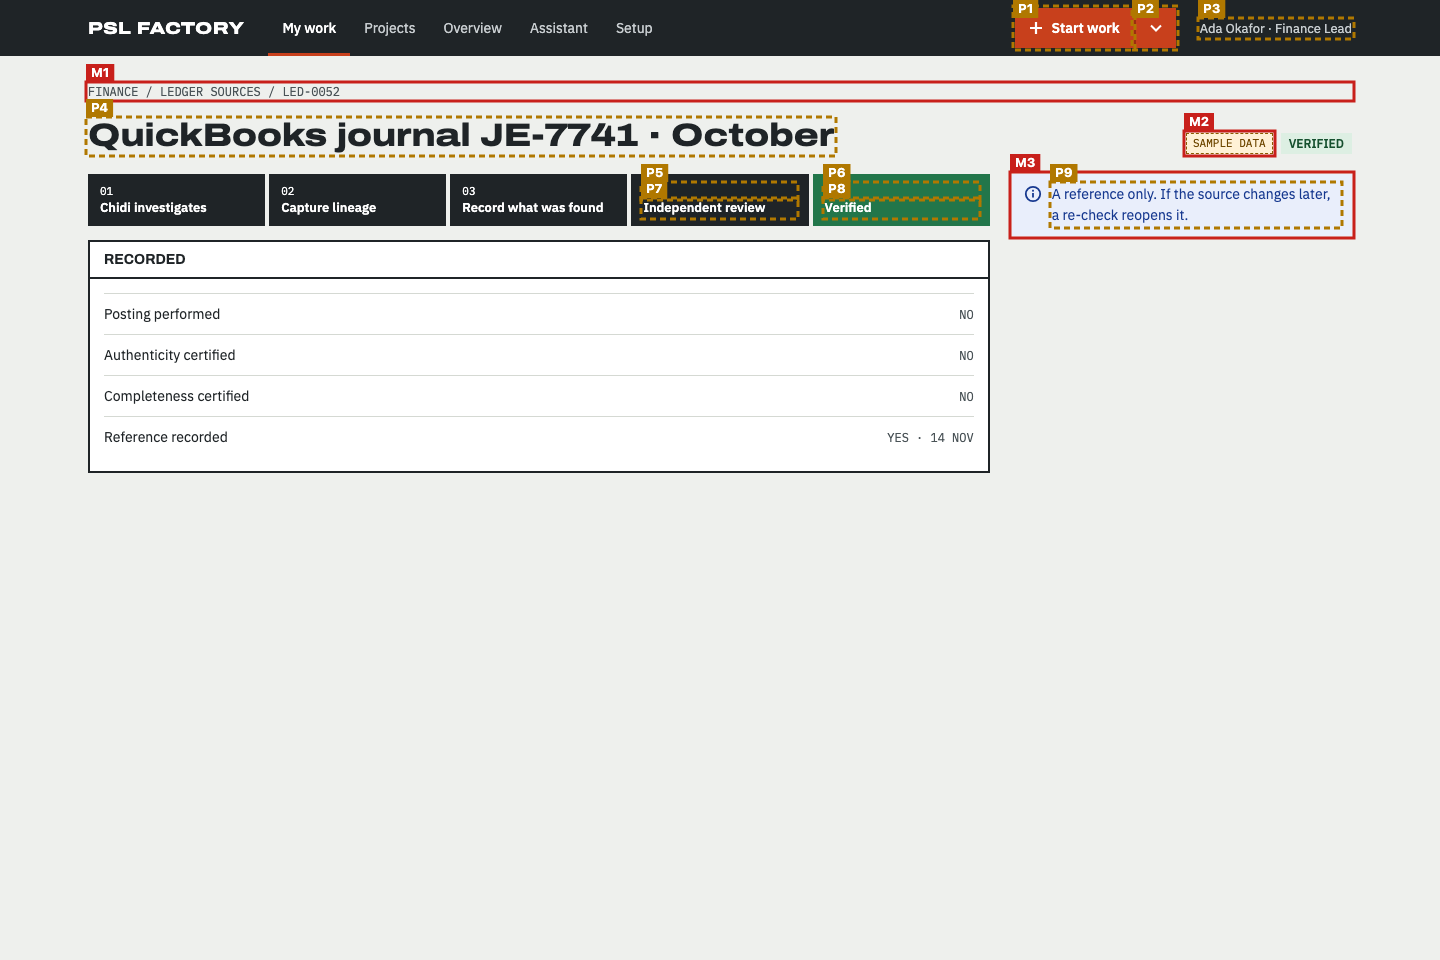 PSL FACTORY
My work
Projects
Overview
Assistant
Setup
P1
Start work
P2
P3
Ada Okafor · Finance Lead
M1
FINANCE / LEDGER SOURCES / LED-0052
P4
QuickBooks journal JE-7741 · October
M2
SAMPLE DATA
VERIFIED
01
Chidi investigates
02
Capture lineage
03
Record what was found
P5
P7
Independent review
P6
P8
Verified
M3
P9
A reference only. If the source changes later,
a re-check reopens it.
RECORDED
Posting performed
NO
Authenticity certified
NO
Completeness certified
NO
Reference recorded
YES · 14 NOV